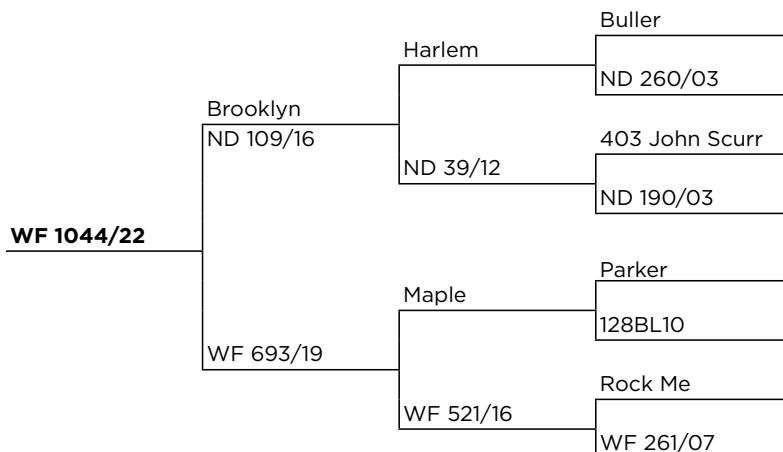 Buller
Harlem
ND 260/03
Brooklyn
ND 109/16
403 John Scurr
ND 39/12
ND 190/03
WF 1044/22
Parker
Maple
128BL10
WF 693/19
Rock Me
WF 521/16
WF 261/07